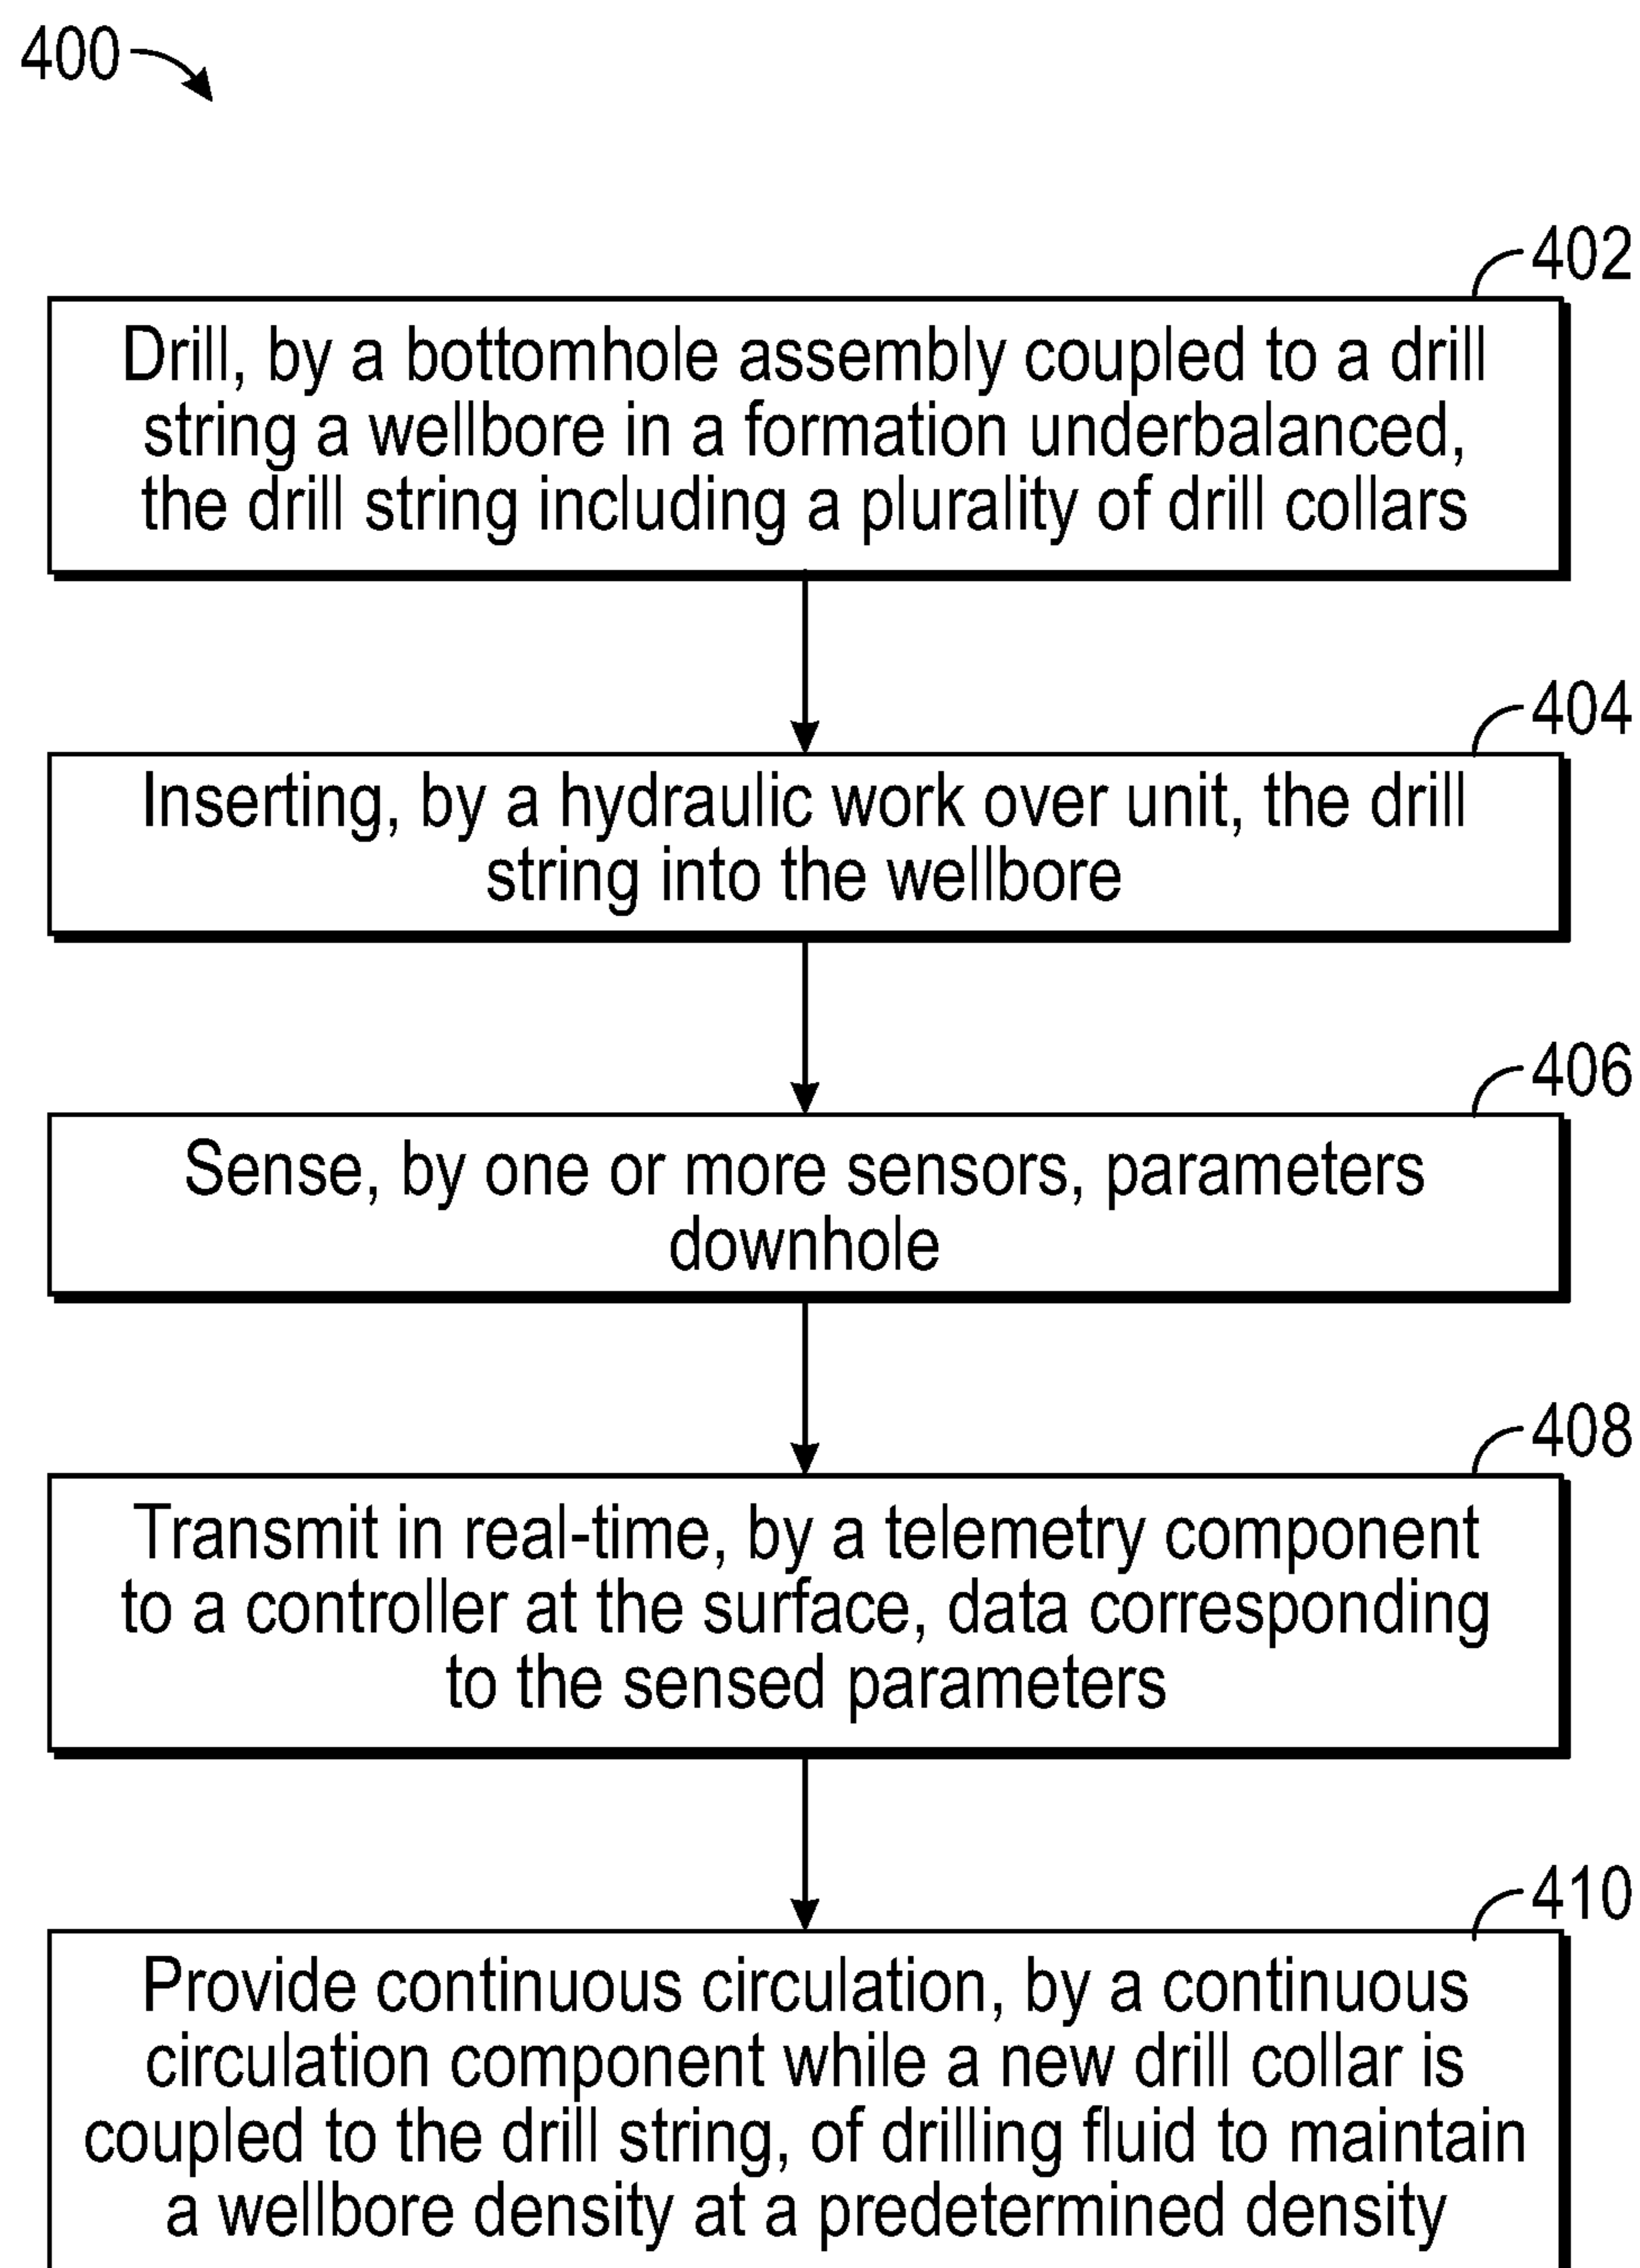 400
402
Drill, by a bottomhole assembly coupled to a drill
string a wellbore in a formation underbalanced,
the drill string including a plurality of drill collars
404
Inserting, by a hydraulic work over unit, the drill
string into the wellbore
406
Sense, by one or more sensors, parameters
downhole
408
Transmit in real-time, by a telemetry component
to a controller at the surface, data corresponding
to the sensed parameters
410
Provide continuous circulation, by a continuous
circulation component while a new drill collar is
coupled to the drill string, of drilling fluid to maintain
a wellbore density at a predetermined density